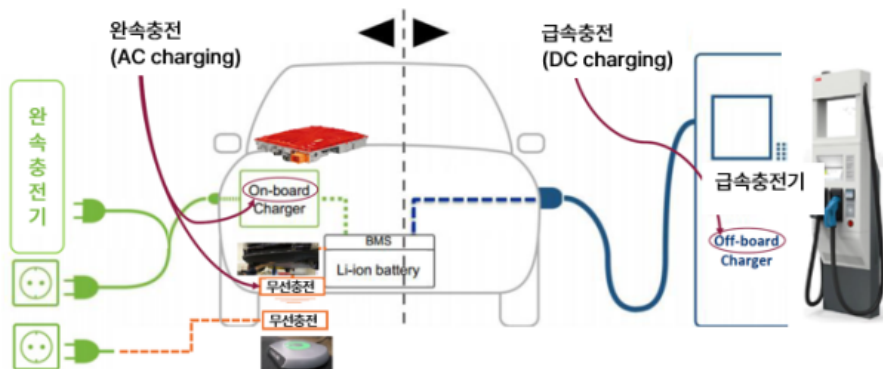 완속충전
(AC charging)
급속충전
(DC charging)
완속충전기
On-board
Charger
BMS
Li-ion battery
무선충전
무선충전
급속충전기
Off-board
Charger